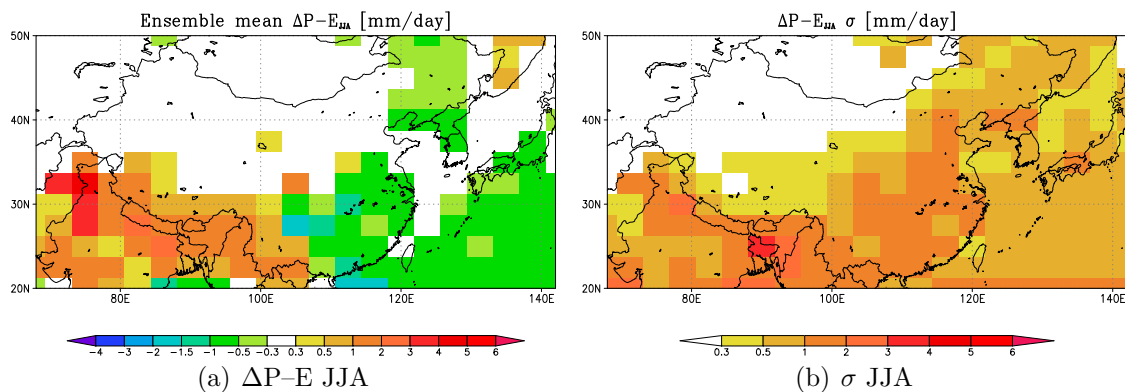 Ensemble mean ΔP−E_JJA [mm/day]
50N
40N
30N
20N
80E 100E 120E 140E
−4 −3 −2 −1.5 −1 −0.5 −0.3 0.3 0.5 1 2 3 4 5 6
(a) ΔP–E JJA
ΔP−E_JJA σ [mm/day]
50N
40N
30N
20N
80E 100E 120E 140E
0.3 0.5 1 2 3 4 5 6
(b) σ JJA